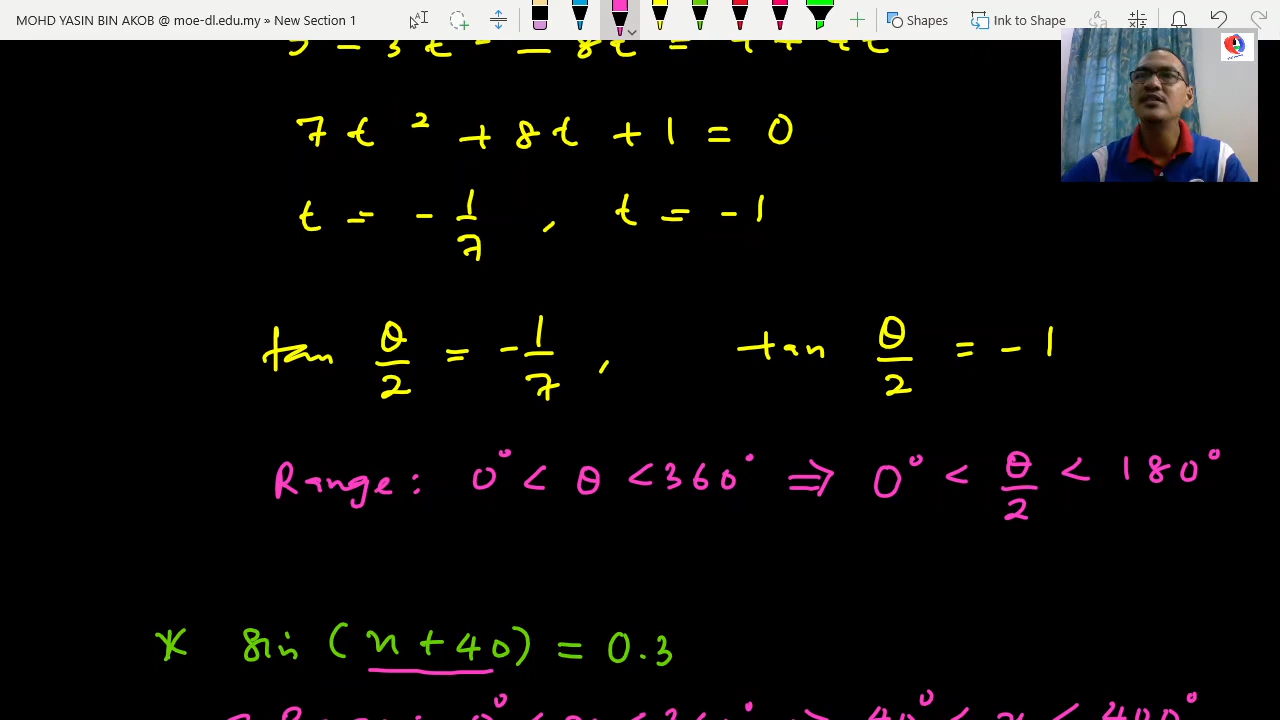 MOHD YASIN BIN AKOB @ moe-dl.edu.my » New Section 1 Shapes Ink to Shape
7t² + 8t + 1 = 0
t = -1/7 , t = -1
tan θ/2 = -1/7 , tan θ/2 = -1
Range: 0° < θ < 360° ⇒ 0° < θ/2 < 180°
* sin (x + 40) = 0.3